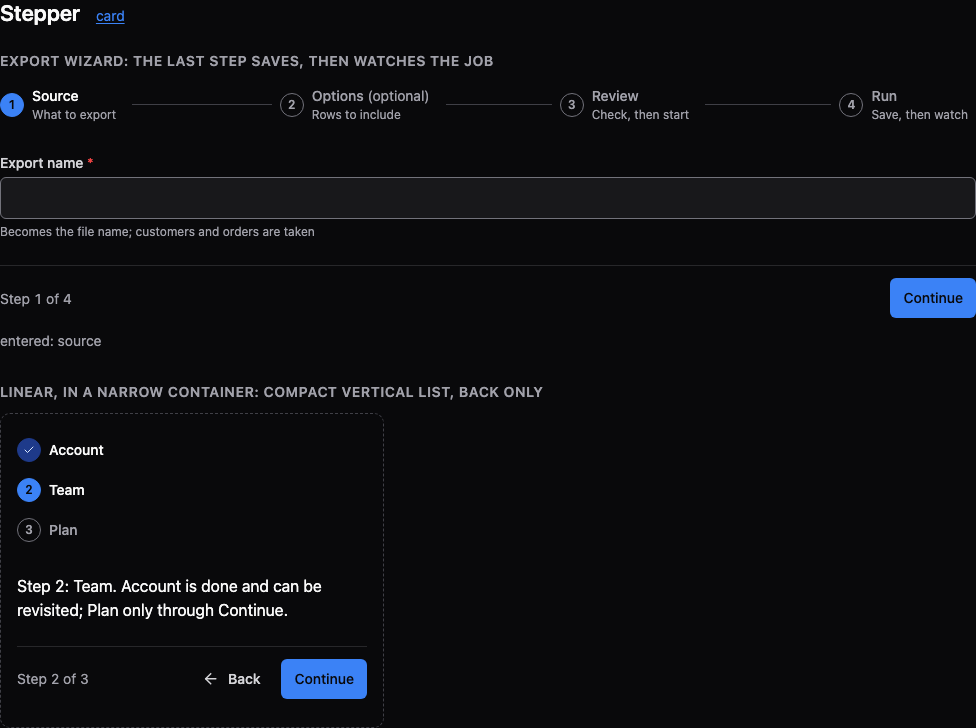 Stepper card
EXPORT WIZARD: THE LAST STEP SAVES, THEN WATCHES THE JOB
1 Source
What to export
2 Options (optional)
Rows to include
3 Review
Check, then start
4 Run
Save, then watch
Export name *
Becomes the file name; customers and orders are taken
Step 1 of 4
Continue
entered: source
LINEAR, IN A NARROW CONTAINER: COMPACT VERTICAL LIST, BACK ONLY
Account
2 Team
3 Plan
Step 2: Team. Account is done and can be
revisited; Plan only through Continue.
Step 2 of 3
Back
Continue